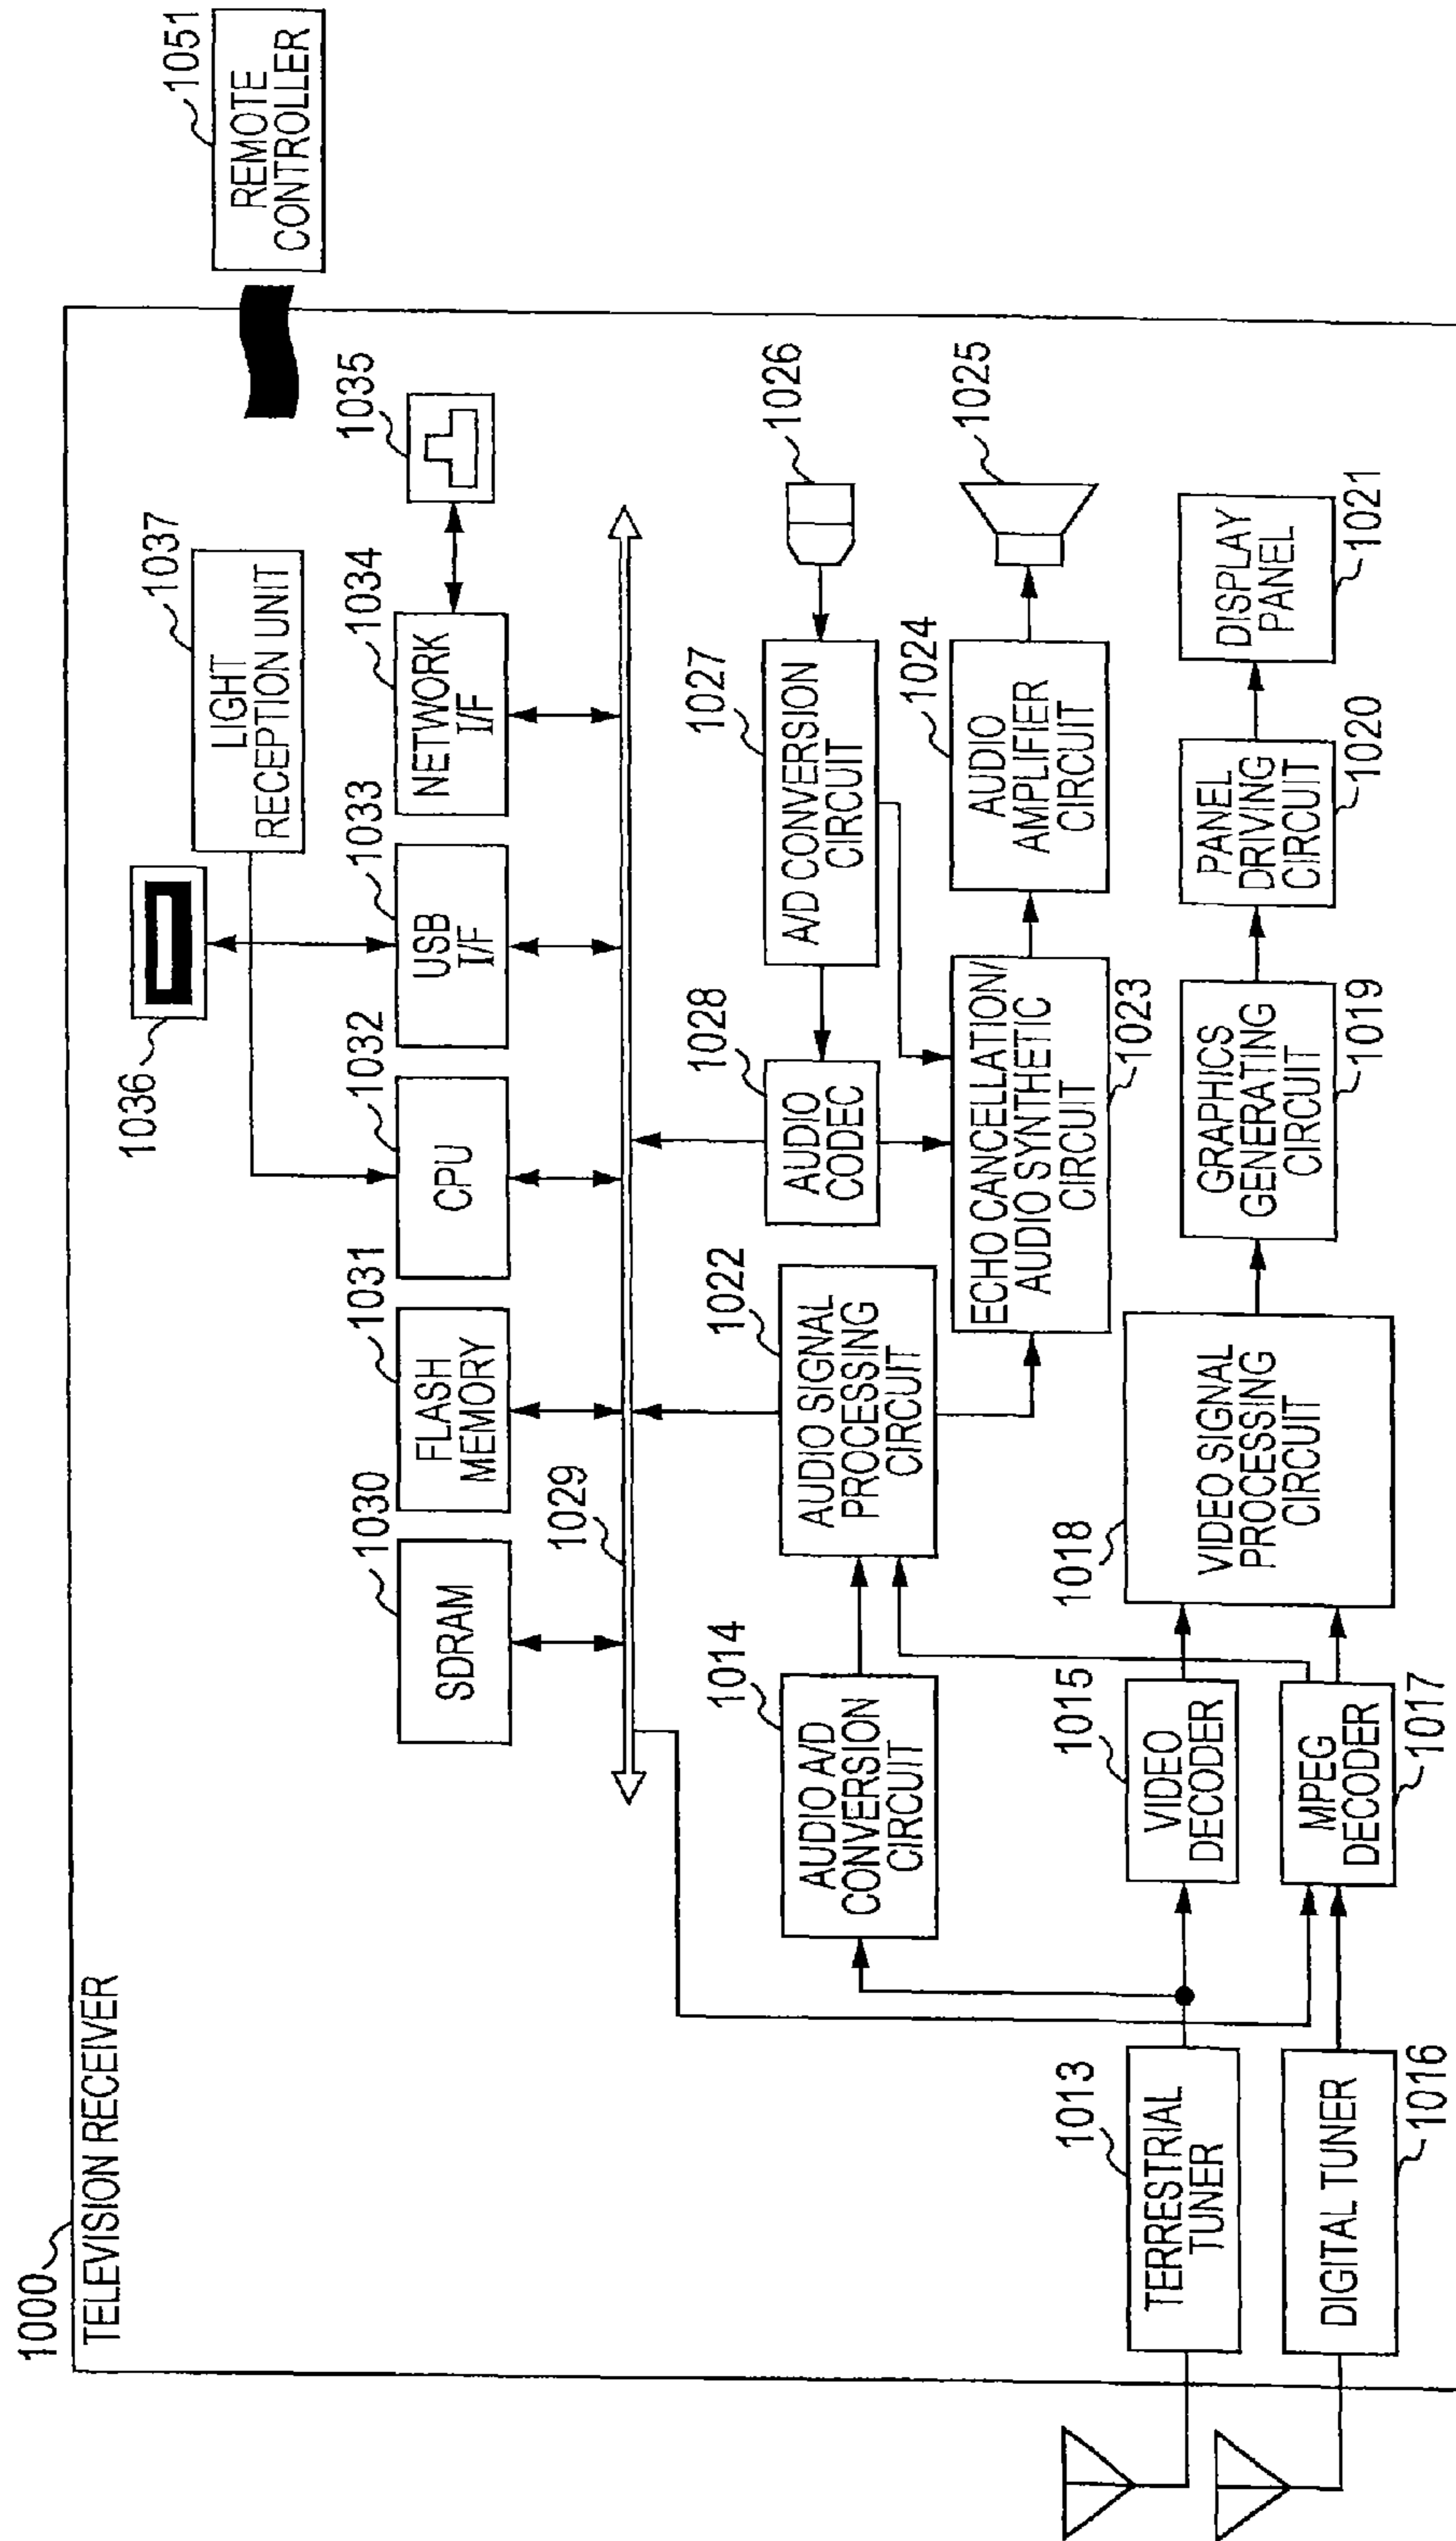 1000
TELEVISION RECEIVER
1051
REMOTE
CONTROLLER
1037
LIGHT
RECEPTION UNIT
1036
1035
1030
SDRAM
1031
FLASH
MEMORY
1032
CPU
1033
USB
I/F
1034
NETWORK
I/F
1029
1014
AUDIO A/D
CONVERSION
CIRCUIT
1022
AUDIO SIGNAL
PROCESSING
CIRCUIT
1028
AUDIO
CODEC
1027
A/D CONVERSION
CIRCUIT
1026
ECHO CANCELLATION/
AUDIO SYNTHETIC
CIRCUIT
1023
1024
AUDIO
AMPLIFIER
CIRCUIT
1025
1013
TERRESTRIAL
TUNER
1015
VIDEO
DECODER
1018
VIDEO SIGNAL
PROCESSING
CIRCUIT
GRAPHICS
GENERATING
CIRCUIT
1019
PANEL
DRIVING
CIRCUIT
1020
DISPLAY
PANEL
1021
DIGITAL TUNER
1016
MPEG
DECODER
1017